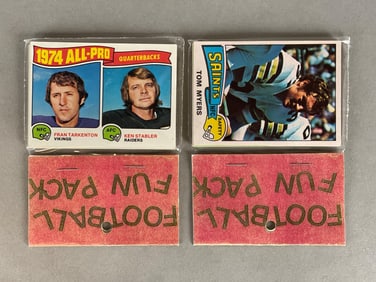 1974 ALL-PRO
QUARTERBACKS
NFC
FRAN TARKENTON
VIKINGS
AFC
KEN STABLER
RAIDERS
SAINTS
TOM MYERS
FOOTBALL
FUN PACK
FOOTBALL
FUN PACK